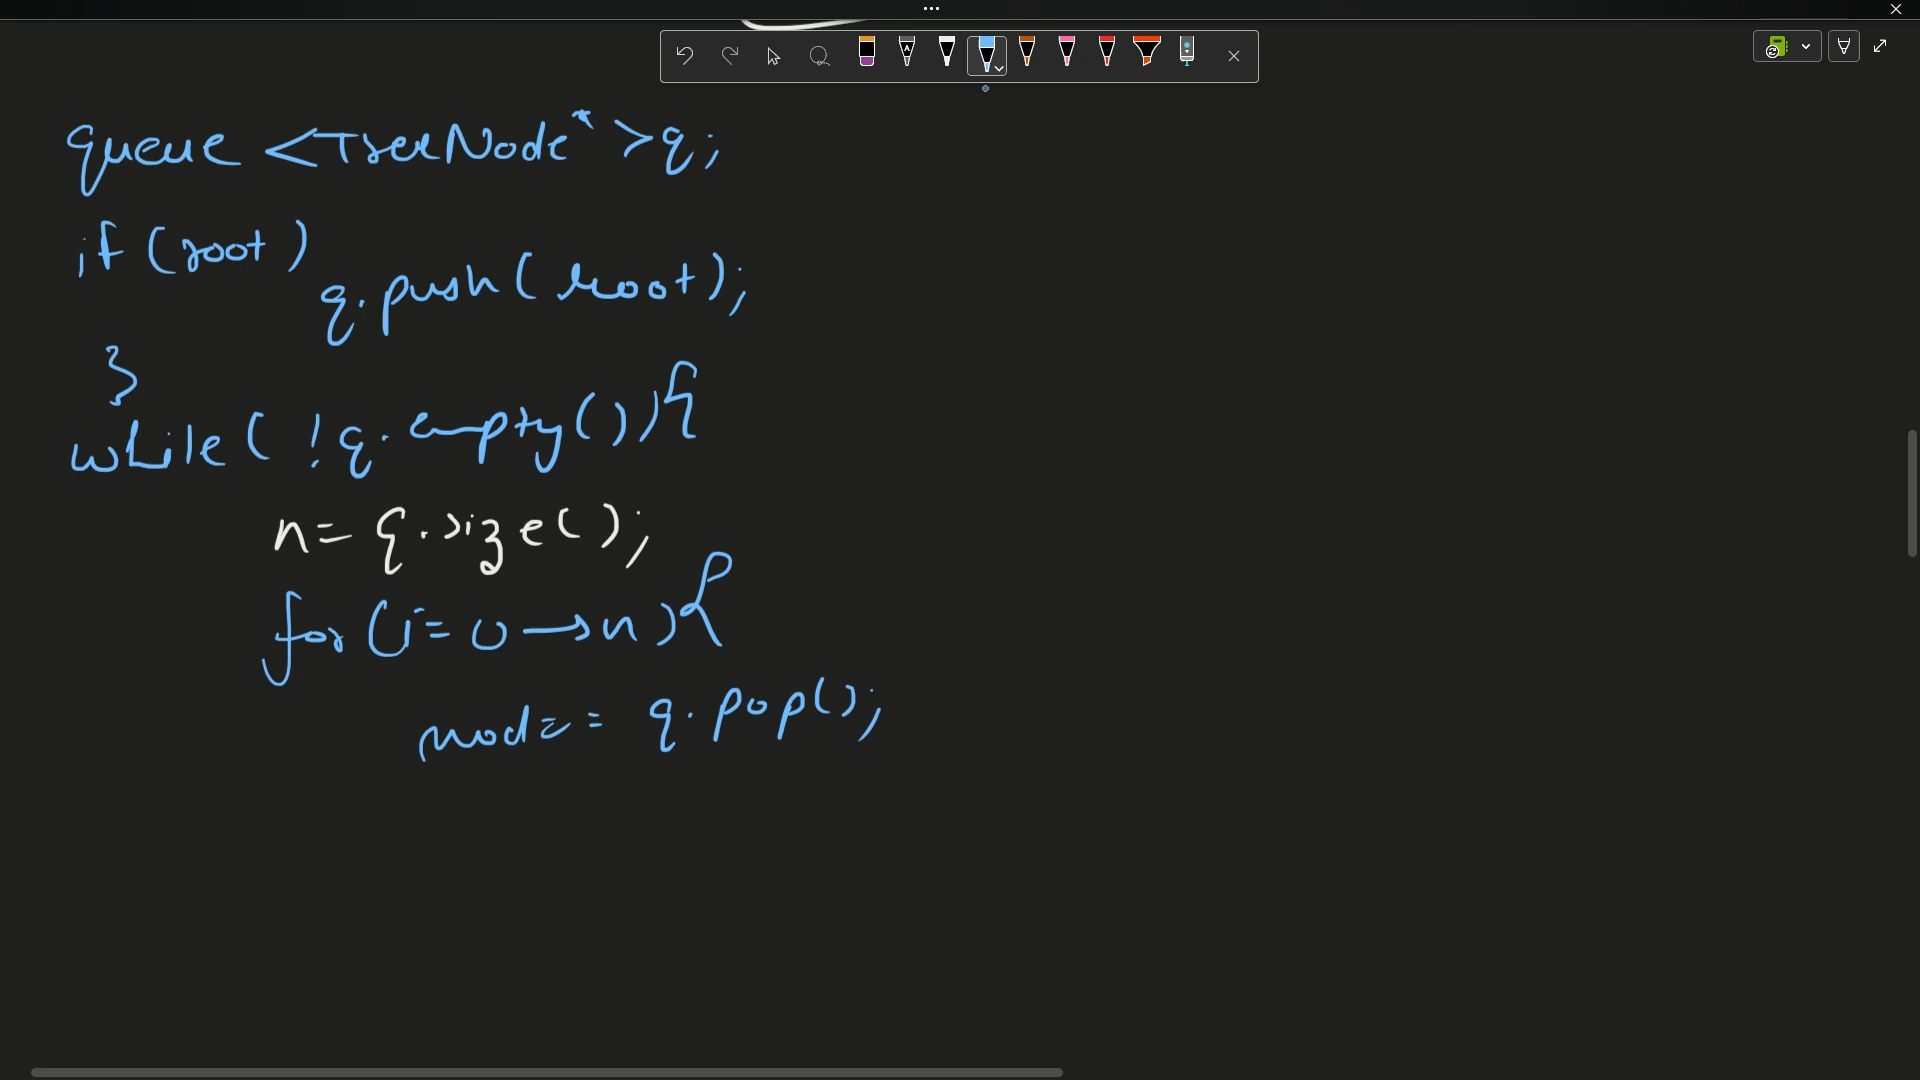 queue <TreeNode*>q;
if (root)
q.push(root);
}
while( !q.empty()){
n= q.size();
for(i=0→n){
node= q.pop();